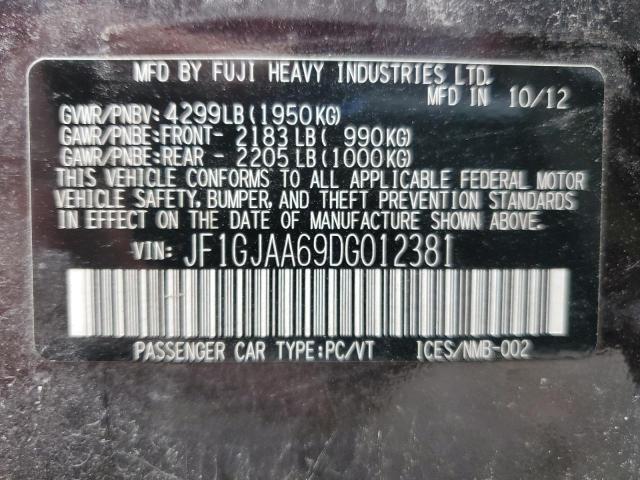 MFD BY FUJI HEAVY INDUSTRIES LTD.
MFD IN 10/12
GVWR/PNBV: 4299LB(1950KG)
GAWR/PNBE:FRONT- 2183 LB( 990KG)
GAWR/PNBE:REAR - 2205 LB(1000KG)
THIS VEHICLE CONFORMS TO ALL APPLICABLE FEDERAL MOTOR
VEHICLE SAFETY, BUMPER, AND THEFT PREVENTION STANDARDS
IN EFFECT ON THE DATE OF MANUFACTURE SHOWN ABOVE.
VIN: JF1GJAA69DG012381
PASSENGER CAR TYPE:PC/VT ICES/NMB-002